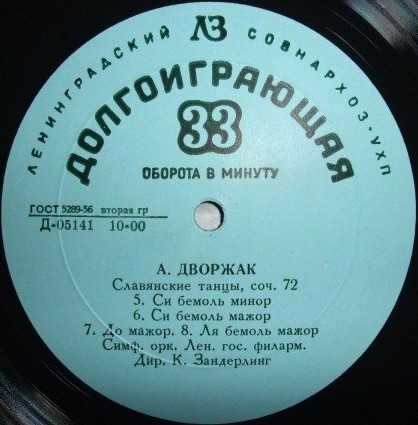 ЛЗ
ЛЕНИНГРАДСКИЙ СОВНАРХОЗ·УХП
ДОЛГОИГРАЮЩАЯ
33
ОБОРОТА В МИНУТУ
ГОСТ 5289-56 вторая гр
Д-05141 10-00
А. ДВОРЖАК
Славянские танцы, соч. 72
5. Си бемоль минор
6. Си бемоль мажор
7. До мажор. 8. Ля бемоль мажор
Симф. орк. Лен. гос. филарм.
Дир. К. Зандерлинг